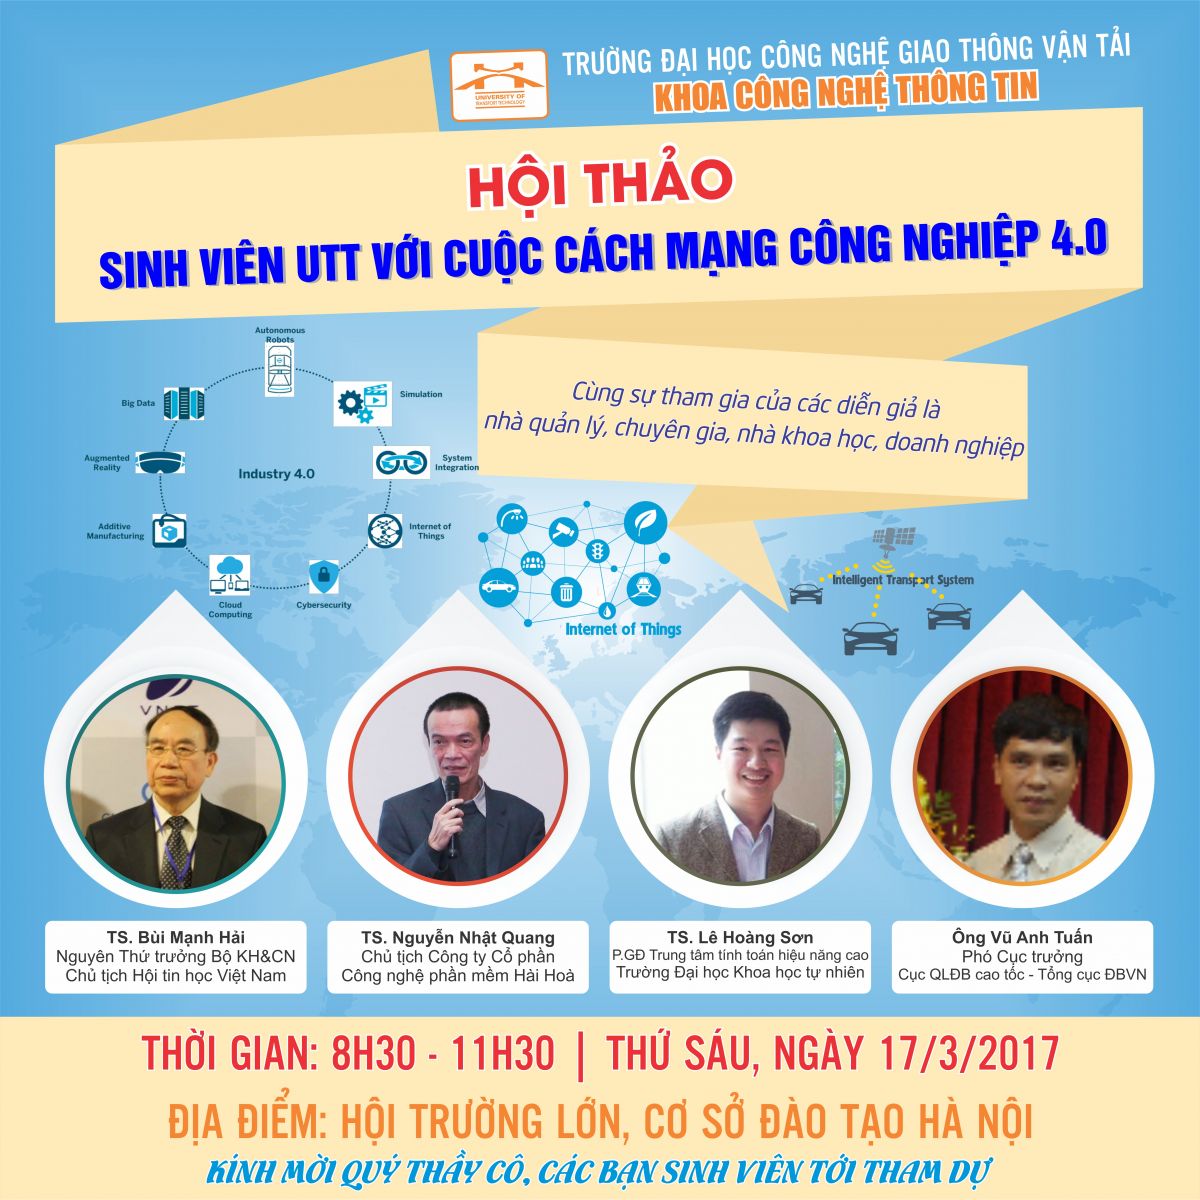 UNIVERSITY OF
TRANSPORT TECHNOLOGY
TRƯỜNG ĐẠI HỌC CÔNG NGHỆ GIAO THÔNG VẬN TẢI
KHOA CÔNG NGHỆ THÔNG TIN
HỘI THẢO
SINH VIÊN UTT VỚI CUỘC CÁCH MẠNG CÔNG NGHIỆP 4.0
Cùng sự tham gia của các diễn giả là
nhà quản lý, chuyên gia, nhà khoa học, doanh nghiệp
Autonomous
Robots
Big Data
Simulation
Augmented
Reality
Industry 4.0
System
Integration
Additive
Manufacturing
Internet of
Things
Cloud
Computing
Cybersecurity
Internet of Things
Intelligent Transport System
TS. Bùi Mạnh Hải
Nguyên Thứ trưởng Bộ KH&CN
Chủ tịch Hội tin học Việt Nam
TS. Nguyễn Nhật Quang
Chủ tịch Công ty Cổ phần
Công nghệ phần mềm Hài Hoà
TS. Lê Hoàng Sơn
P.GĐ Trung tâm tính toán hiệu năng cao
Trường Đại học Khoa học tự nhiên
Ông Vũ Anh Tuấn
Phó Cục trưởng
Cục QLĐB cao tốc - Tổng cục ĐBVN
THỜI GIAN: 8H30 - 11H30 | THỨ SÁU, NGÀY 17/3/2017
ĐỊA ĐIỂM: HỘI TRƯỜNG LỚN, CƠ SỞ ĐÀO TẠO HÀ NỘI
KÍNH MỜI QUÝ THẦY CÔ, CÁC BẠN SINH VIÊN TỚI THAM DỰ